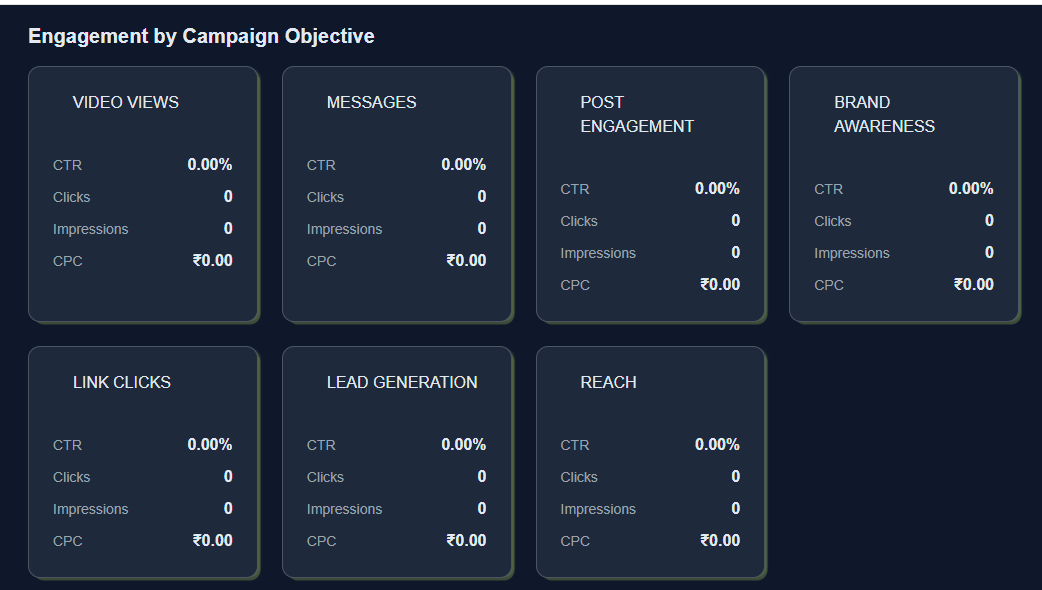 Engagement by Campaign Objective
VIDEO VIEWS
CTR 0.00%
Clicks 0
Impressions 0
CPC ₹0.00
MESSAGES
CTR 0.00%
Clicks 0
Impressions 0
CPC ₹0.00
POST
ENGAGEMENT
CTR 0.00%
Clicks 0
Impressions 0
CPC ₹0.00
BRAND
AWARENESS
CTR 0.00%
Clicks 0
Impressions 0
CPC ₹0.00
LINK CLICKS
CTR 0.00%
Clicks 0
Impressions 0
CPC ₹0.00
LEAD GENERATION
CTR 0.00%
Clicks 0
Impressions 0
CPC ₹0.00
REACH
CTR 0.00%
Clicks 0
Impressions 0
CPC ₹0.00